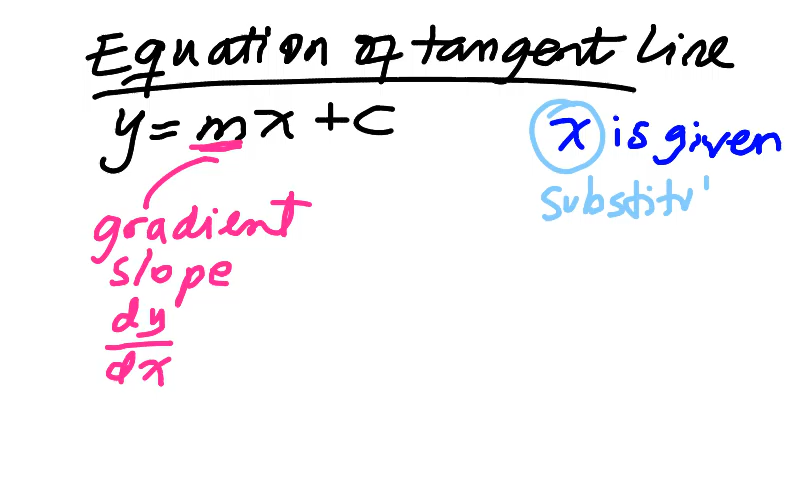 Equation of tangent Line
y = mx + c
x is given
substitu
gradient
slope
dy
dx